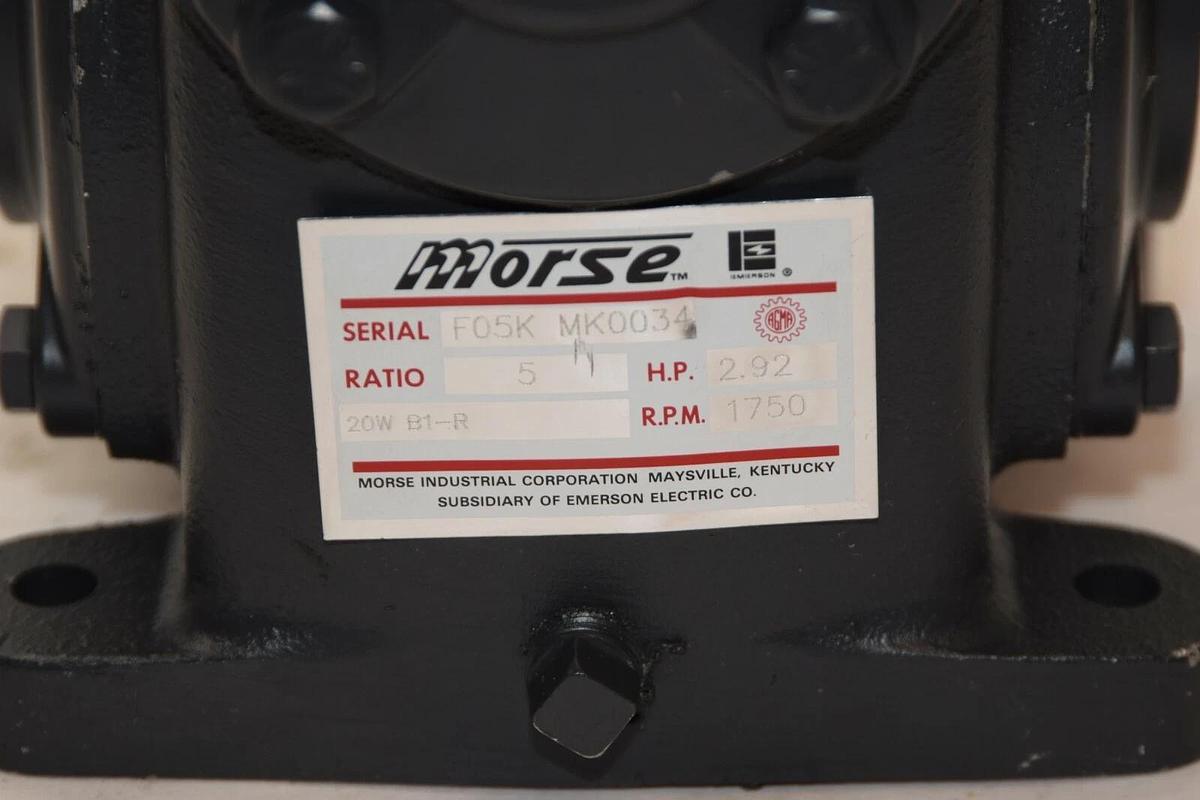 morse™ EMERSON ®
SERIAL F05K MK0034 AGMA
RATIO 5 H.P. 2.92
20W B1-R R.P.M. 1750
MORSE INDUSTRIAL CORPORATION MAYSVILLE, KENTUCKY
SUBSIDIARY OF EMERSON ELECTRIC CO.